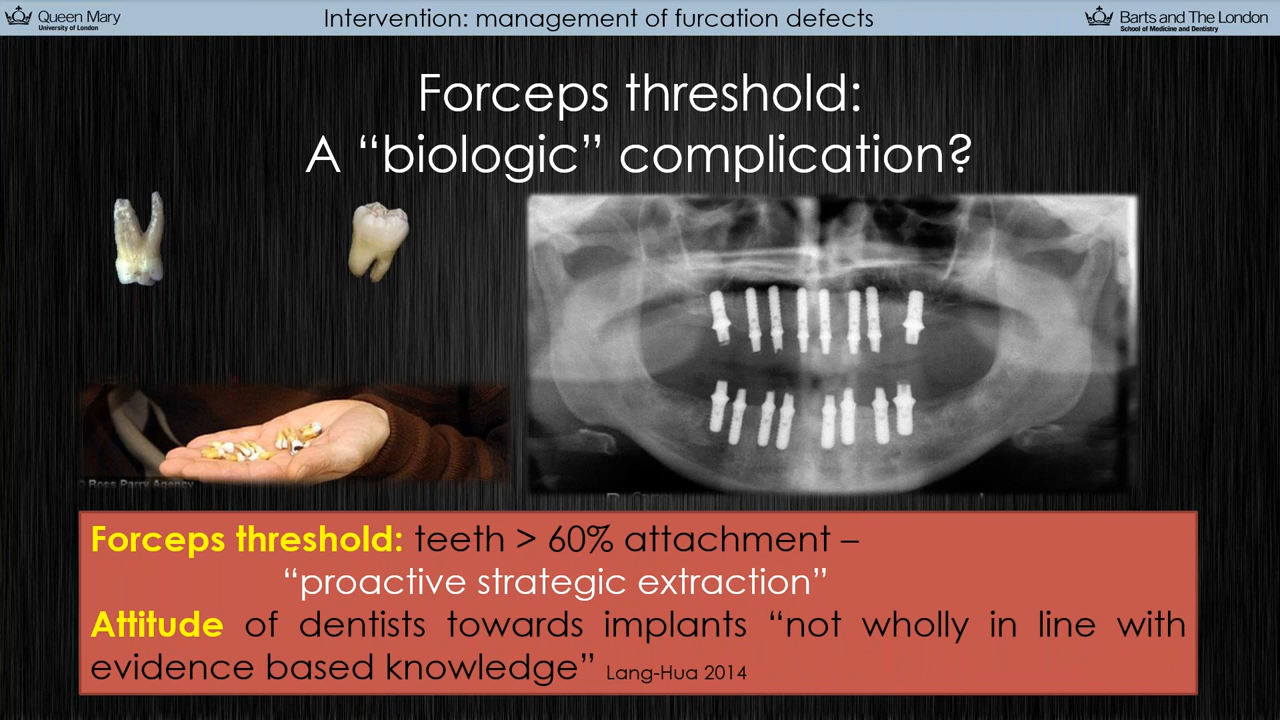 Queen Mary
University of London
Intervention: management of furcation defects
Barts and The London
School of Medicine and Dentistry
Forceps threshold:
A “biologic” complication?
Ross Parry Agency
Forceps threshold: teeth > 60% attachment –
“proactive strategic extraction”
Attitude of dentists towards implants “not wholly in line with
evidence based knowledge” Lang-Hua 2014